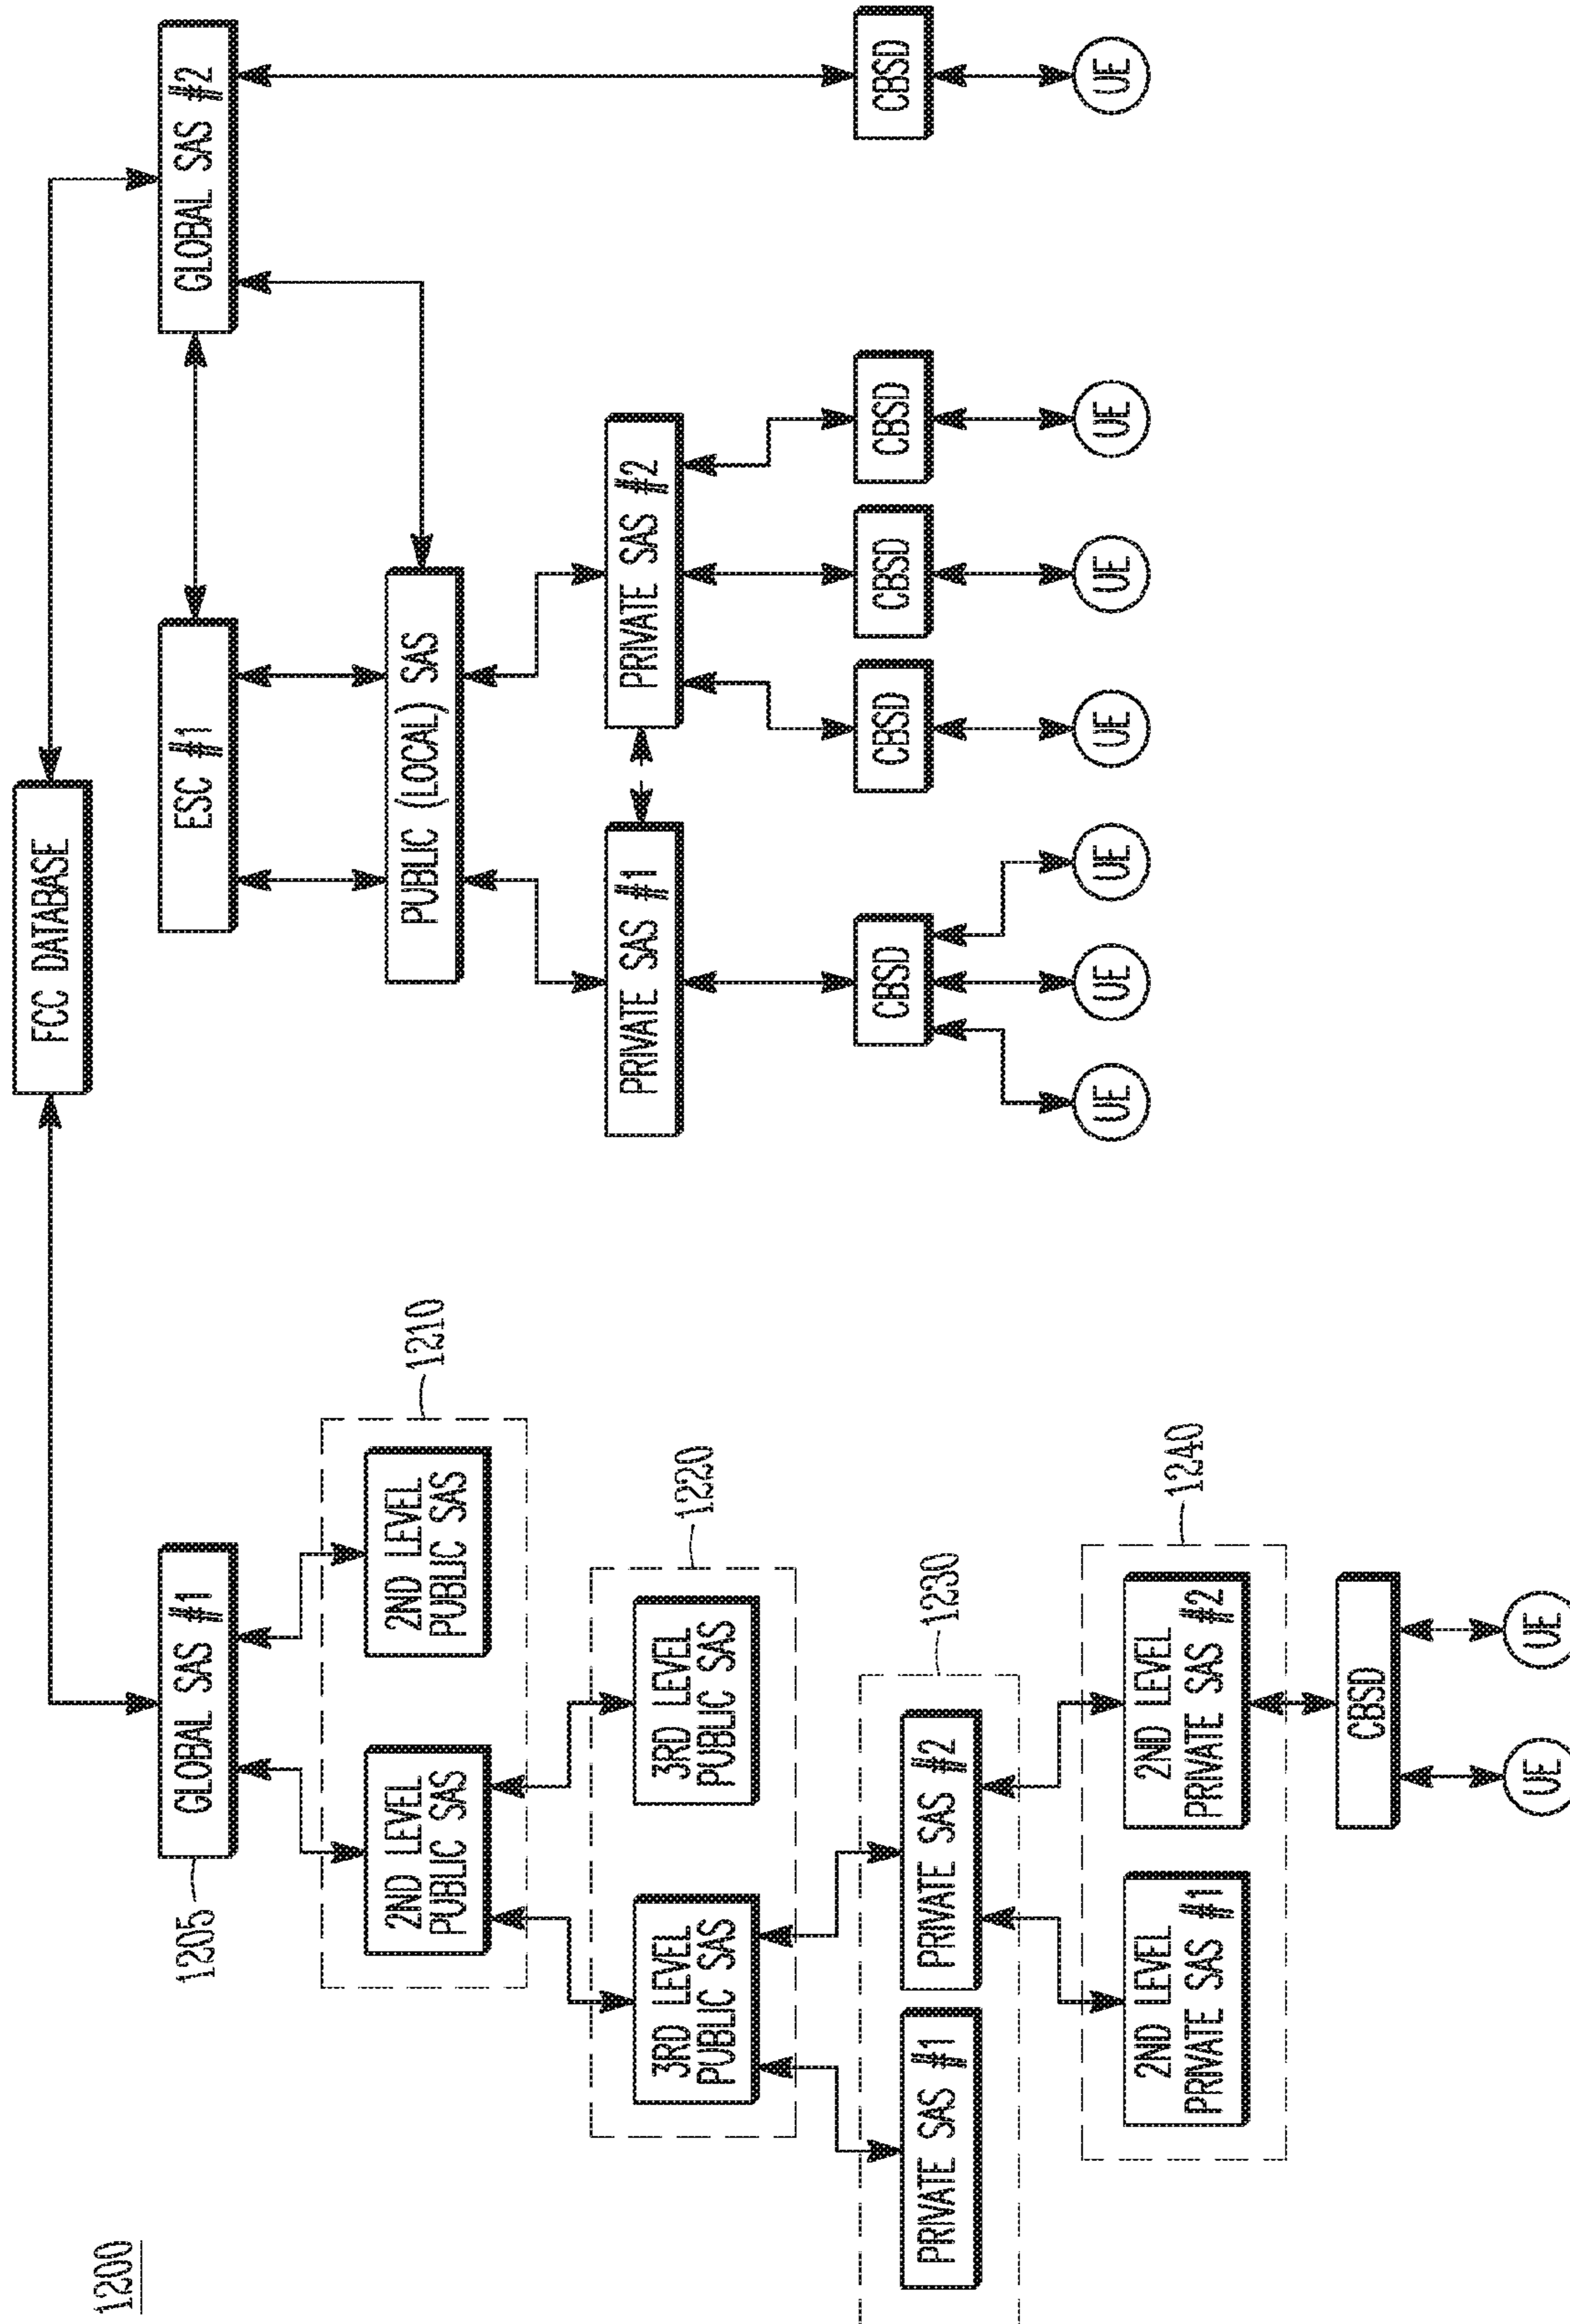 1200
FCC DATABASE
1205
GLOBAL SAS #1
ESC #1
GLOBAL SAS #2
2ND LEVEL
PUBLIC SAS
2ND LEVEL
PUBLIC SAS
1210
PUBLIC (LOCAL) SAS
3RD LEVEL
PUBLIC SAS
3RD LEVEL
PUBLIC SAS
1220
PRIVATE SAS #1
PRIVATE SAS #2
PRIVATE SAS #1
PRIVATE SAS #2
1230
CBSD
CBSD
CBSD
CBSD
CBSD
2ND LEVEL
PRIVATE SAS #1
2ND LEVEL
PRIVATE SAS #2
1240
UE
UE
UE
UE
UE
UE
UE
CBSD
UE
UE